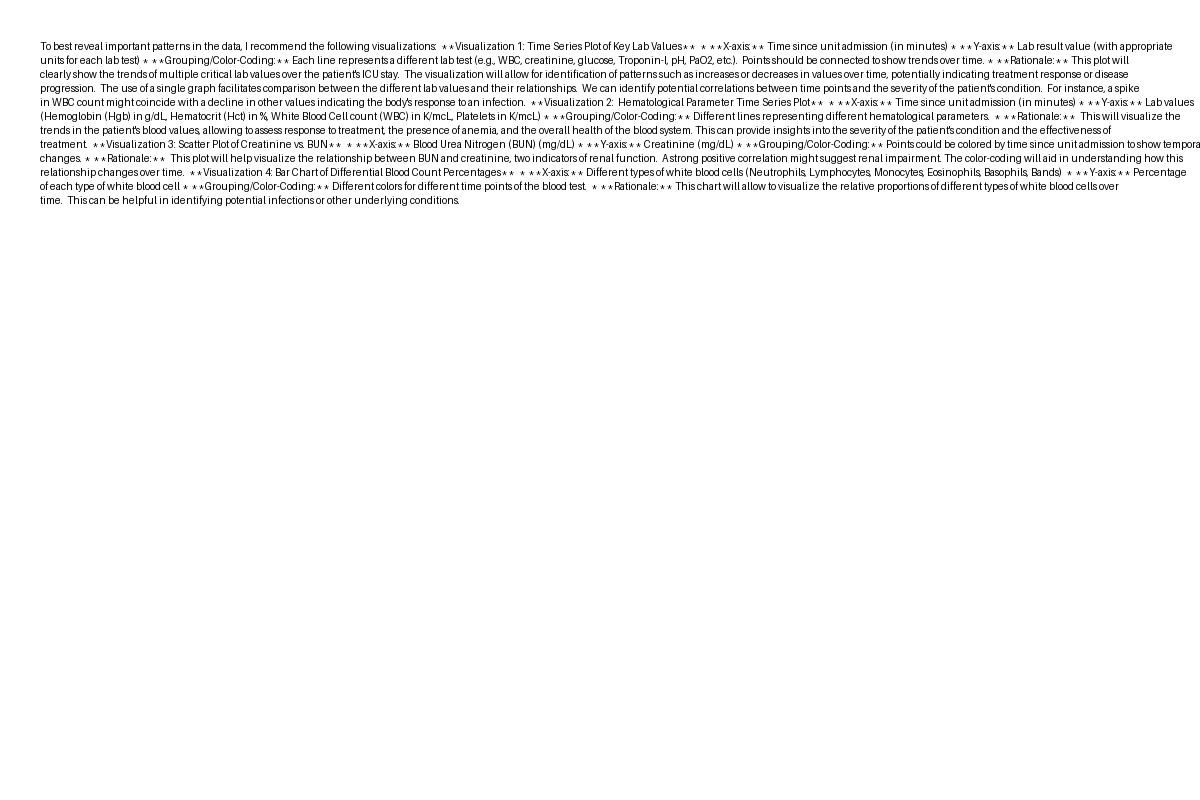 To best reveal important patterns in the data, I recommend the following visualizations:  **Visualization 1: Time Series Plot of Key Lab Values**  * **X-axis:** Time since unit admission (in minutes) * **Y-axis:** Lab result value (with appropriate
units for each lab test) * **Grouping/Color-Coding:** Each line represents a different lab test (e.g., WBC, creatinine, glucose, Troponin-I, pH, PaO2, etc.).  Points should be connected to show trends over time. * **Rationale:** This plot will
clearly show the trends of multiple critical lab values over the patient's ICU stay.  The visualization will allow for identification of patterns such as increases or decreases in values over time, potentially indicating treatment response or disease
progression.  The use of a single graph facilitates comparison between the different lab values and their relationships.  We can identify potential correlations between time points and the severity of the patient's condition.  For instance, a spike
in WBC count might coincide with a decline in other values indicating the body's response to an infection.  **Visualization 2:  Hematological Parameter Time Series Plot**  * **X-axis:** Time since unit admission (in minutes) * **Y-axis:** Lab values
(Hemoglobin (Hgb) in g/dL, Hematocrit (Hct) in %, White Blood Cell count (WBC) in K/mcL, Platelets in K/mcL) * **Grouping/Color-Coding:** Different lines representing different hematological parameters.  * **Rationale:**  This will visualize the
trends in the patient's blood values, allowing to assess response to treatment, the presence of anemia, and the overall health of the blood system. This can provide insights into the severity of the patient's condition and the effectiveness of
treatment.  **Visualization 3: Scatter Plot of Creatinine vs. BUN**  * **X-axis:** Blood Urea Nitrogen (BUN) (mg/dL) * **Y-axis:** Creatinine (mg/dL) * **Grouping/Color-Coding:** Points could be colored by time since unit admission to show tempora
changes. * **Rationale:**  This plot will help visualize the relationship between BUN and creatinine, two indicators of renal function.  A strong positive correlation might suggest renal impairment. The color-coding will aid in understanding how this
relationship changes over time.  **Visualization 4: Bar Chart of Differential Blood Count Percentages**  * **X-axis:** Different types of white blood cells (Neutrophils, Lymphocytes, Monocytes, Eosinophils, Basophils, Bands)  * **Y-axis:** Percentage
of each type of white blood cell * **Grouping/Color-Coding:** Different colors for different time points of the blood test.  * **Rationale:** This chart will allow to visualize the relative proportions of different types of white blood cells over
time.  This can be helpful in identifying potential infections or other underlying conditions.